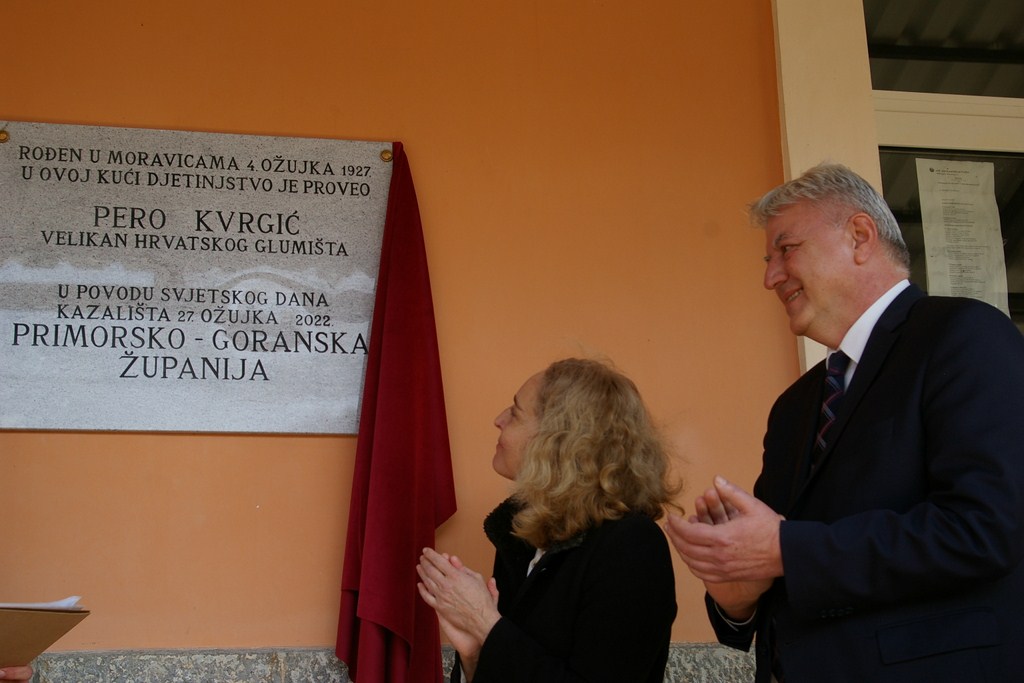 ROĐEN U MORAVICAMA 4. OŽUJKA 1927.
U OVOJ KUĆI DJETINJSTVO JE PROVEO
PERO KVRGIĆ
VELIKAN HRVATSKOG GLUMIŠTA
U POVODU SVJETSKOG DANA
KAZALIŠTA 27. OŽUJKA 2022.
PRIMORSKO - GORANSKA
ŽUPANIJA